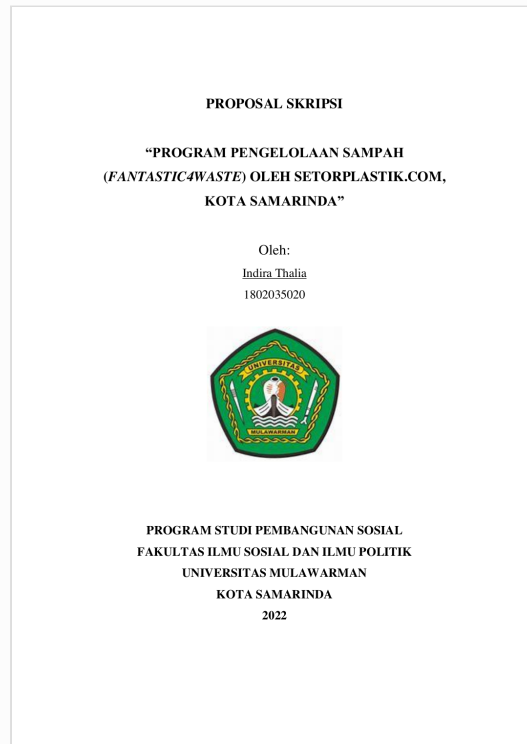 PROPOSAL SKRIPSI
“PROGRAM PENGELOLAAN SAMPAH
(FANTASTIC4WASTE) OLEH SETORPLASTIK.COM,
KOTA SAMARINDA”
Oleh:
Indira Thalia
1802035020
UNIVERSITAS
MULAWARMAN
PROGRAM STUDI PEMBANGUNAN SOSIAL
FAKULTAS ILMU SOSIAL DAN ILMU POLITIK
UNIVERSITAS MULAWARMAN
KOTA SAMARINDA
2022